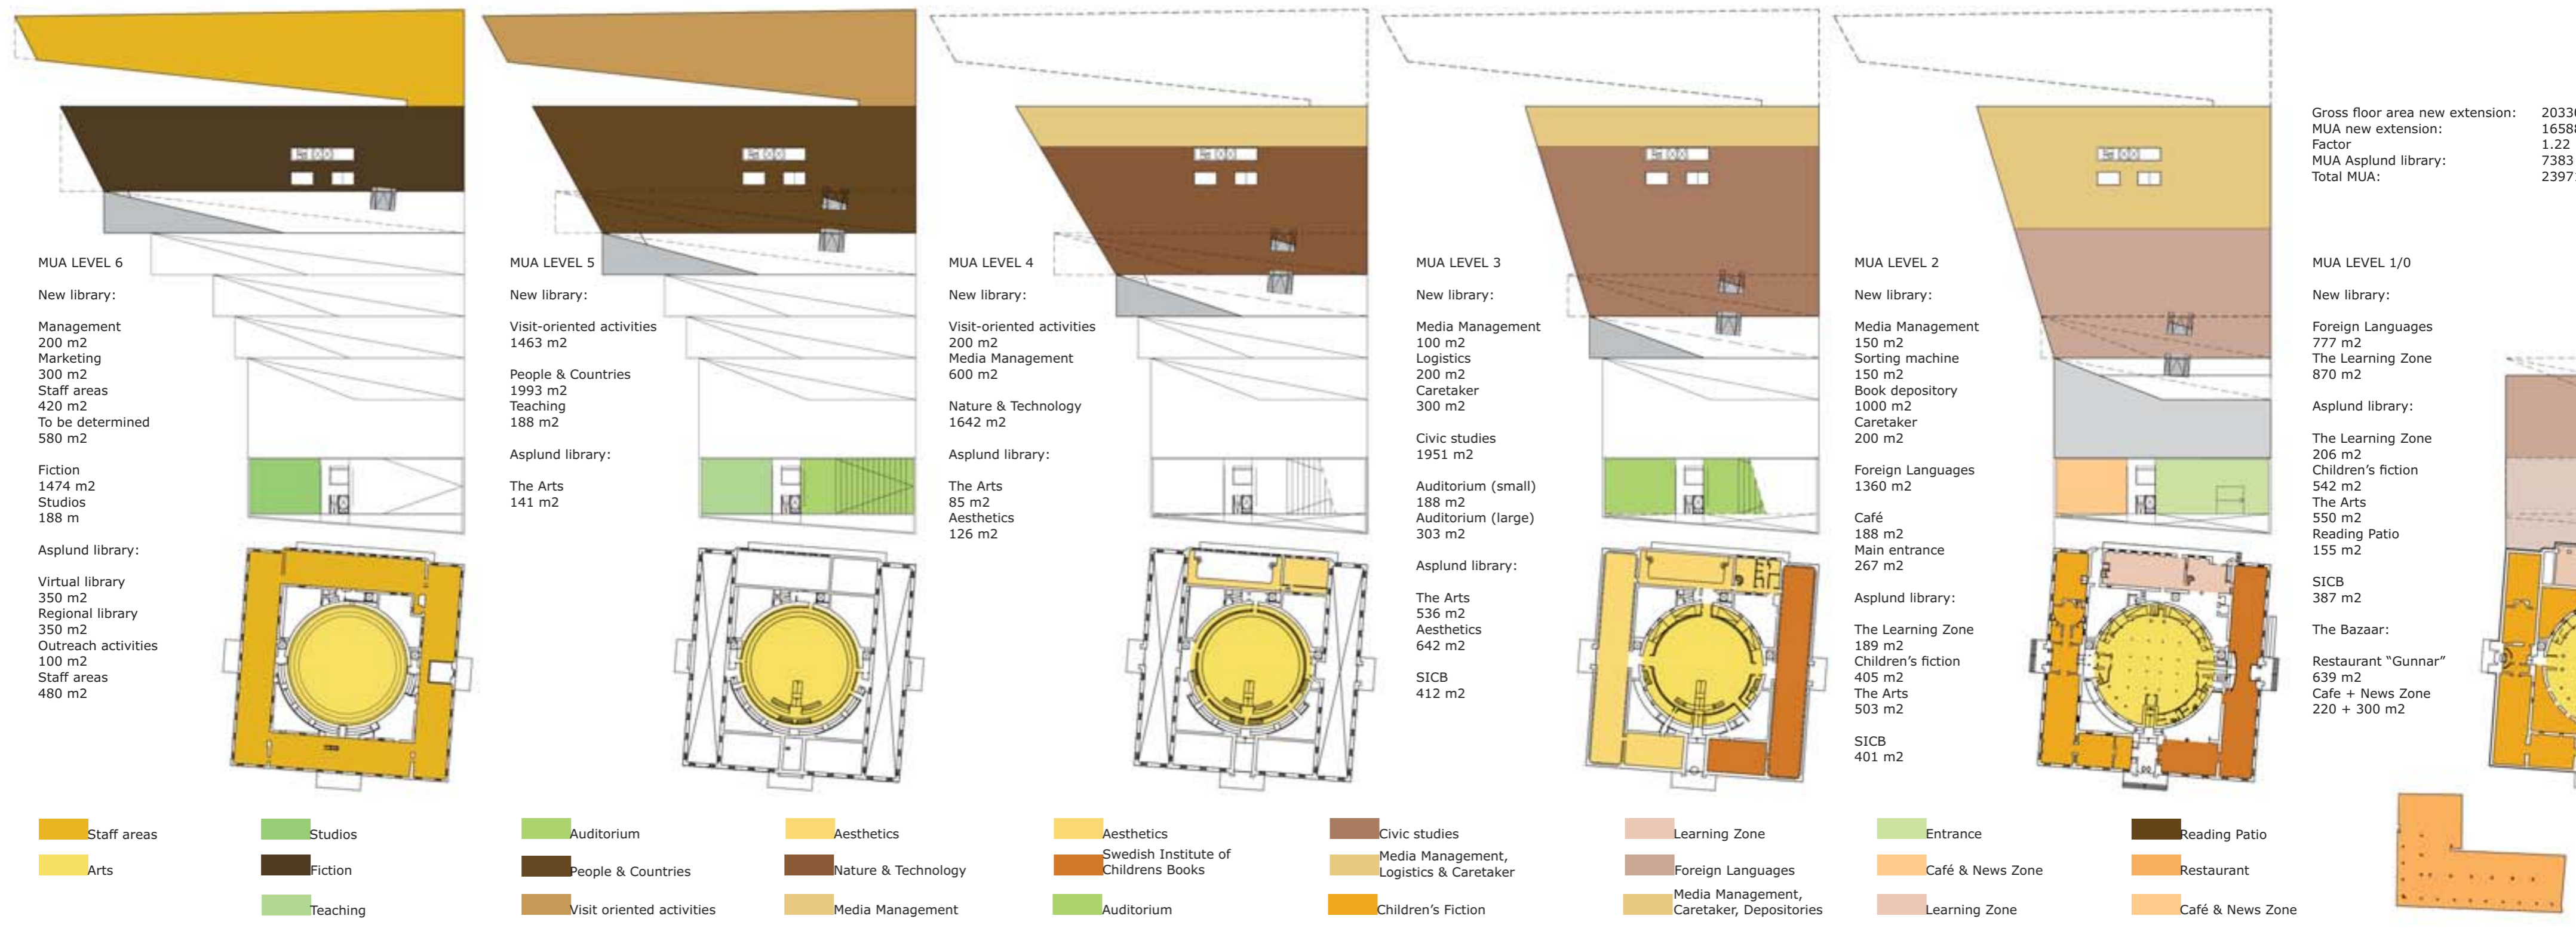 Gross floor area new extension: 2033
MUA new extension: 1658
Factor 1.22
MUA Asplund library: 7383
Total MUA: 2397
MUA LEVEL 6
New library:
Management
200 m2
Marketing
300 m2
Staff areas
420 m2
To be determined
580 m2
Fiction
1474 m2
Studios
188 m
Asplund library:
Virtual library
350 m2
Regional library
350 m2
Outreach activities
100 m2
Staff areas
480 m2
MUA LEVEL 5
New library:
Visit-oriented activities
1463 m2
People & Countries
1993 m2
Teaching
188 m2
Asplund library:
The Arts
141 m2
MUA LEVEL 4
New library:
Visit-oriented activities
200 m2
Media Management
600 m2
Nature & Technology
1642 m2
Asplund library:
The Arts
85 m2
Aesthetics
126 m2
MUA LEVEL 3
New library:
Media Management
100 m2
Logistics
200 m2
Caretaker
300 m2
Civic studies
1951 m2
Auditorium (small)
188 m2
Auditorium (large)
303 m2
Asplund library:
The Arts
536 m2
Aesthetics
642 m2
SICB
412 m2
MUA LEVEL 2
New library:
Media Management
150 m2
Sorting machine
150 m2
Book depository
1000 m2
Caretaker
200 m2
Foreign Languages
1360 m2
Café
188 m2
Main entrance
267 m2
Asplund library:
The Learning Zone
189 m2
Children's fiction
405 m2
The Arts
503 m2
SICB
401 m2
MUA LEVEL 1/0
New library:
Foreign Languages
777 m2
The Learning Zone
870 m2
Asplund library:
The Learning Zone
206 m2
Children's fiction
542 m2
The Arts
550 m2
Reading Patio
155 m2
SICB
387 m2
The Bazaar:
Restaurant “Gunnar”
639 m2
Cafe + News Zone
220 + 300 m2
Staff areas
Arts
Studios
Fiction
Teaching
Auditorium
People & Countries
Visit oriented activities
Aesthetics
Nature & Technology
Media Management
Aesthetics
Swedish Institute of
Childrens Books
Auditorium
Civic studies
Media Management,
Logistics & Caretaker
Children's Fiction
Learning Zone
Foreign Languages
Media Management,
Caretaker, Depositories
Entrance
Café & News Zone
Learning Zone
Reading Patio
Restaurant
Café & News Zone